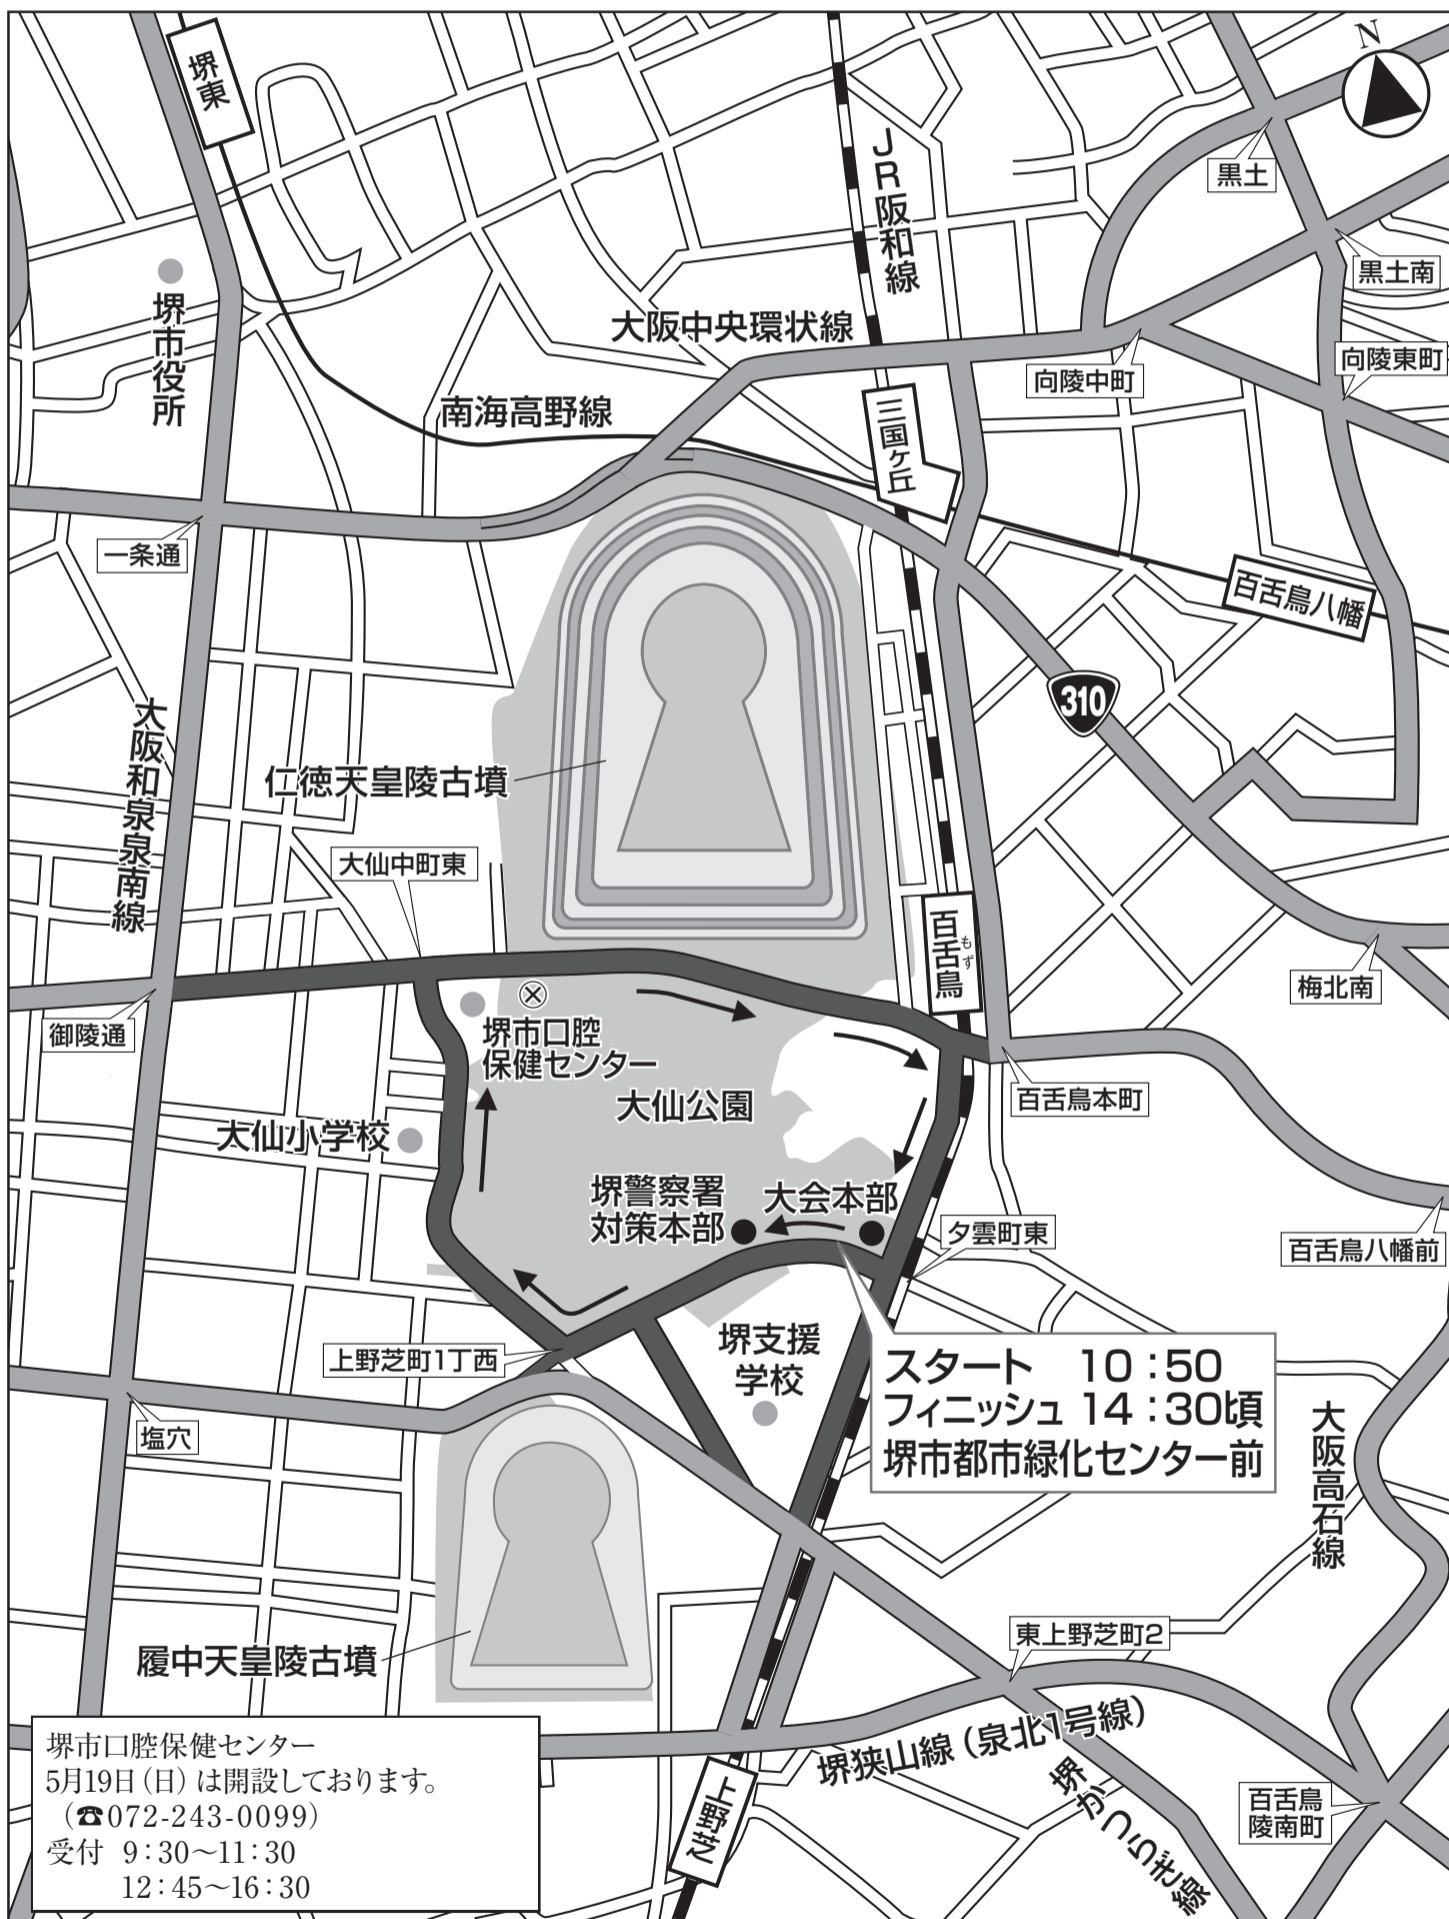 N
堺東
JR阪和線
黒土
黒土南
堺市役所
大阪中央環状線
向陵中町
向陵東町
南海高野線
三国ヶ丘
一条通
百舌鳥八幡
310
大阪和泉泉南線
仁徳天皇陵古墳
大仙中町東
百舌鳥
もず
梅北南
御陵通
堺市口腔
保健センター
大仙公園
百舌鳥本町
大仙小学校
堺警察署
対策本部
大会本部
夕雲町東
百舌鳥八幡前
上野芝町1丁西
堺支援
学校
スタート 10:50
フィニッシュ 14:30頃
堺市都市緑化センター前
塩穴
大阪高石線
履中天皇陵古墳
東上野芝町2
堺狭山線(泉北1号線)
堺かつらぎ線
上野芝
百舌鳥
陵南町
堺市口腔保健センター
5月19日(日)は開設しております。
(☎072-243-0099)
受付 9:30〜11:30
12:45〜16:30